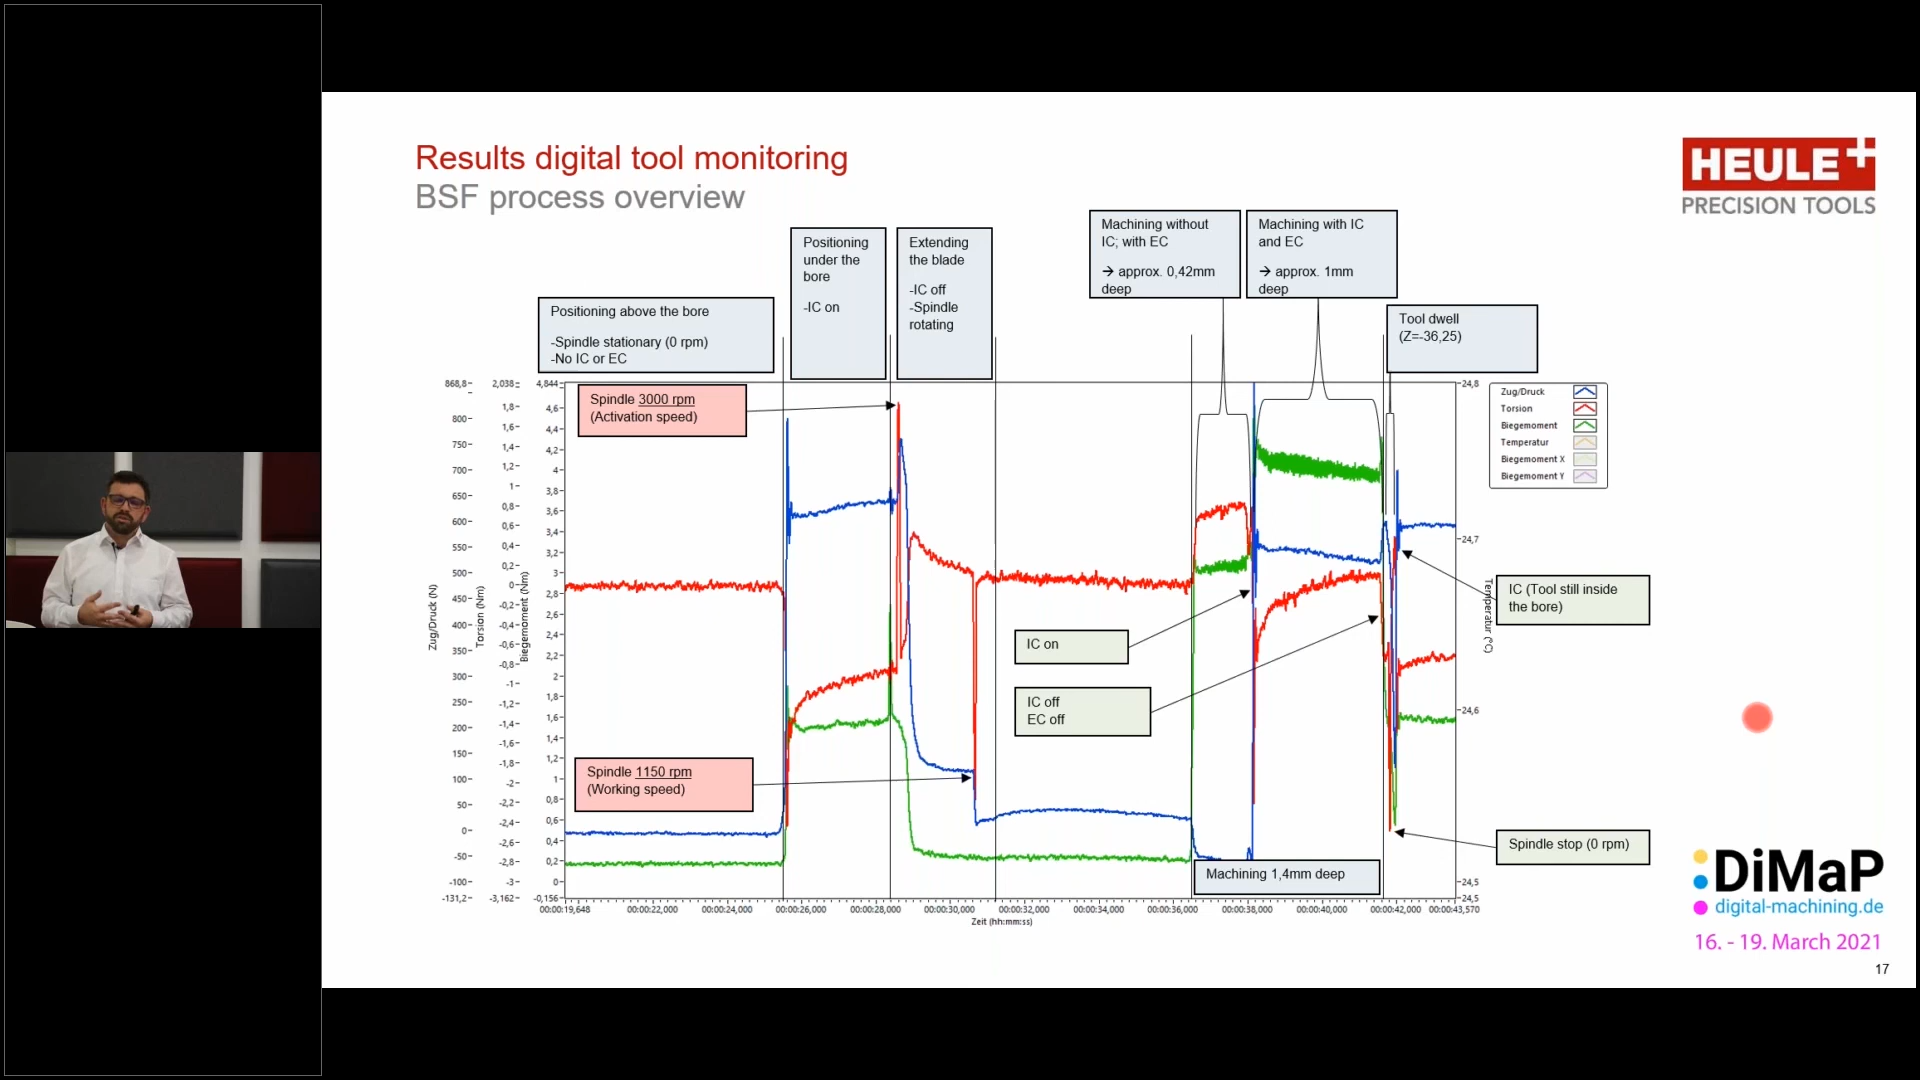 Results digital tool monitoring
BSF process overview
HEULE
PRECISION TOOLS
Positioning above the bore
-Spindle stationary (0 rpm)
-No IC or EC
Positioning
under the
bore
-IC on
Extending
the blade
-IC off
-Spindle
rotating
Machining without
IC; with EC
→ approx. 0,42mm
deep
Machining with IC
and EC
→ approx. 1mm
deep
Tool dwell
(Z=-36,25)
Spindle 3000 rpm
(Activation speed)
Spindle 1150 rpm
(Working speed)
IC on
IC off
EC off
Machining 1,4mm deep
IC (Tool still inside
the bore)
Spindle stop (0 rpm)
Zug/Druck
Torsion
Biegemoment
Temperatur
Biegemoment X
Biegemoment Y
Zug/Druck (N)
868,8
800
750
700
650
600
550
500
450
400
350
300
250
200
150
100
50
0
-50
-100
-131,2
Torsion (Nm)
2,038
1,8
1,6
1,4
1,2
1
0,8
0,6
0,4
0,2
0
-0,2
-0,4
-0,6
-0,8
-1
-1,2
-1,4
-1,6
-1,8
-2
-2,2
-2,4
-2,6
-2,8
-3
-3,162
Biegemoment (Nm)
4,844
4,6
4,4
4,2
4
3,8
3,6
3,4
3,2
3
2,8
2,6
2,4
2,2
2
1,8
1,6
1,4
1,2
1
0,8
0,6
0,4
0,2
0
-0,156
Temperatur (°C)
24,8
24,7
24,6
24,5
24,5
00:00:19,648
00:00:22,000
00:00:24,000
00:00:26,000
00:00:28,000
00:00:30,000
00:00:32,000
00:00:34,000
00:00:36,000
00:00:38,000
00:00:40,000
00:00:42,000
00:00:43,570
Zeit (hh:mm:ss)
DiMaP
digital-machining.de
16. - 19. March 2021
17